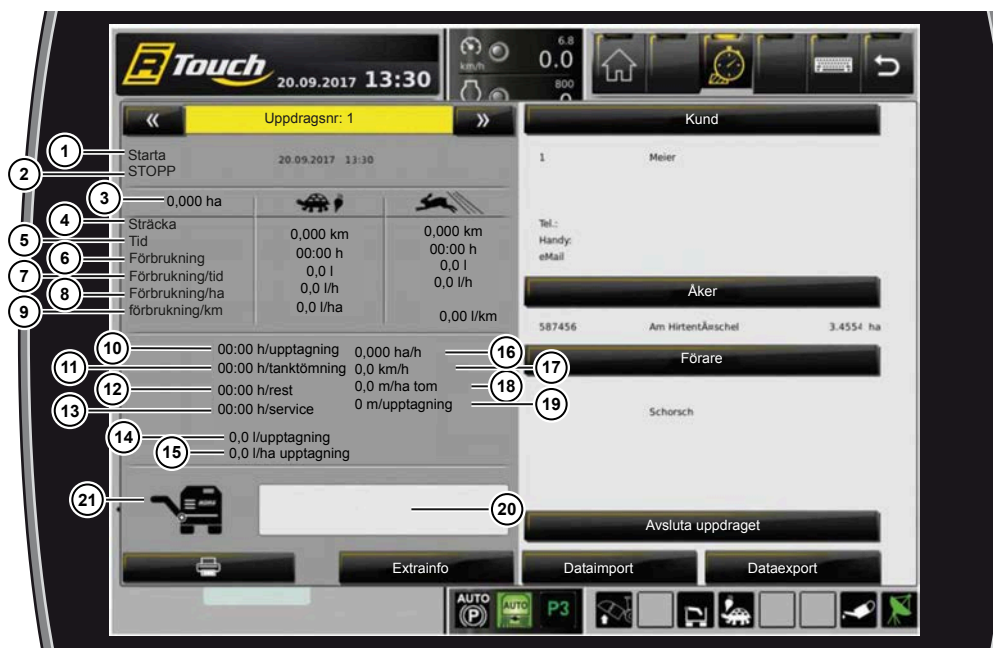 R Touch 20.09.2017 13:30
6.8
km/h 0.0
800
0
« Uppdragsnr: 1 »
Kund
1 Starta 20.09.2017 13:30
2 STOPP
1 Meier
3 0,000 ha
4 Sträcka 0,000 km 0,000 km
5 Tid 00:00 h 00:00 h
6 Förbrukning 0,0 l 0,0 l
7 Förbrukning/tid 0,0 l/h 0,0 l/h
8 Förbrukning/ha 0,0 l/ha
9 förbrukning/km 0,00 l/km
Tel.:
Handy:
eMail
Åker
587456 Am HirtentÄ¤schel 3.4554 ha
Förare
Schorsch
10 00:00 h/upptagning 0,000 ha/h 16
11 00:00 h/tanktömning 0,0 km/h 17
12 00:00 h/rest 0,0 m/ha tom 18
13 00:00 h/service 0 m/upptagning 19
14 0,0 l/upptagning
15 0,0 l/ha upptagning
21
20
Avsluta uppdraget
Extrainfo
Dataimport
Dataexport
AUTO (P) AUTO P3